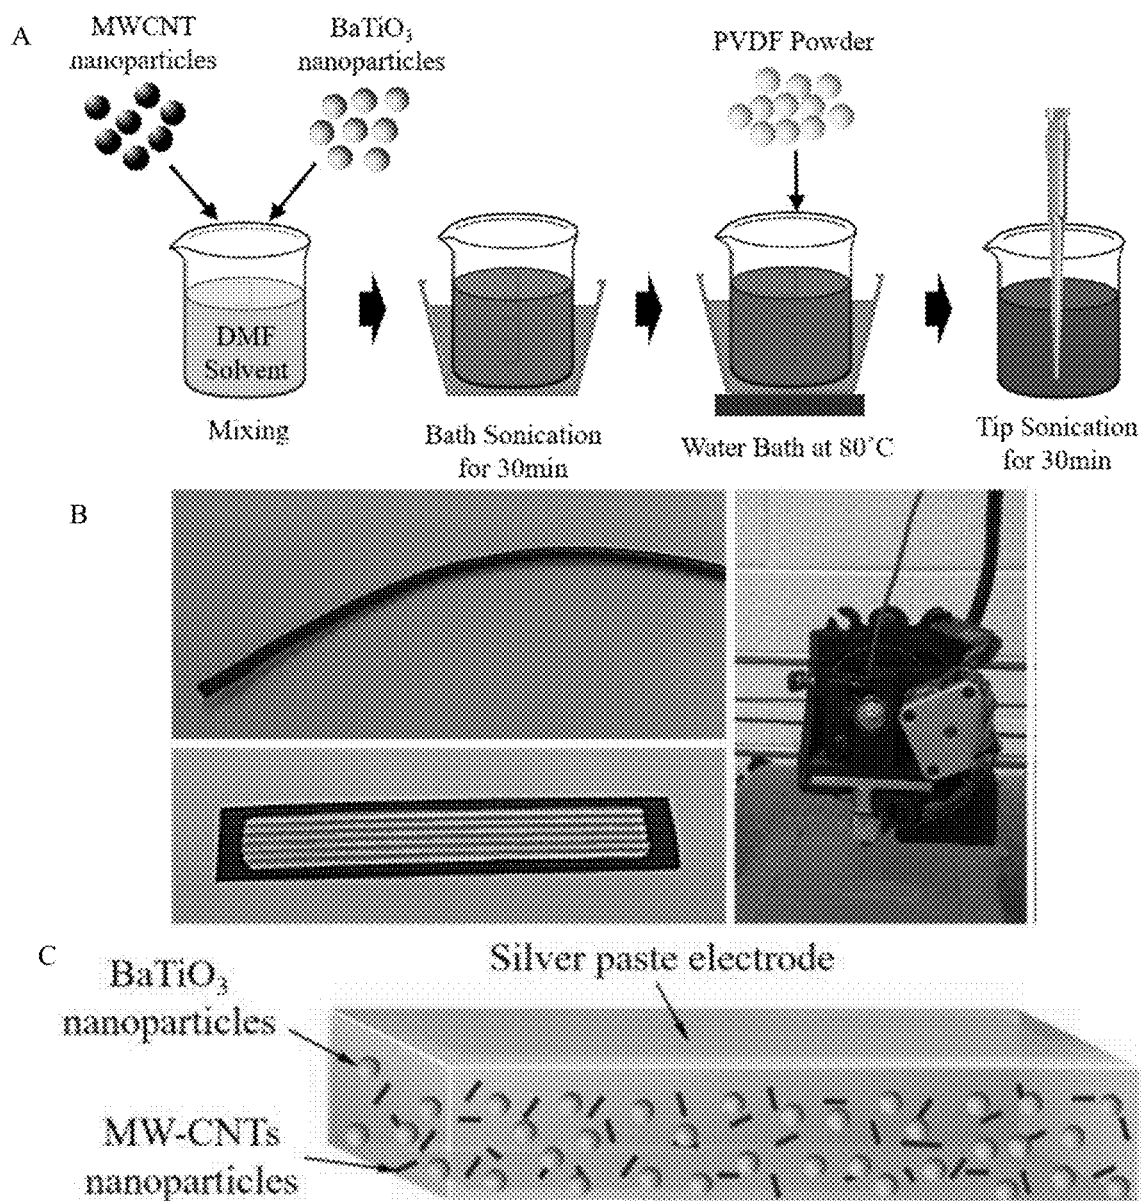 A
MWCNT
nanoparticles
BaTiO₃
nanoparticles
PVDF Powder
DMF
Solvent
Mixing
Bath Sonication
for 30min
Water Bath at 80°C
Tip Sonication
for 30min
B
C
BaTiO₃
nanoparticles
Silver paste electrode
MW-CNTs
nanoparticles